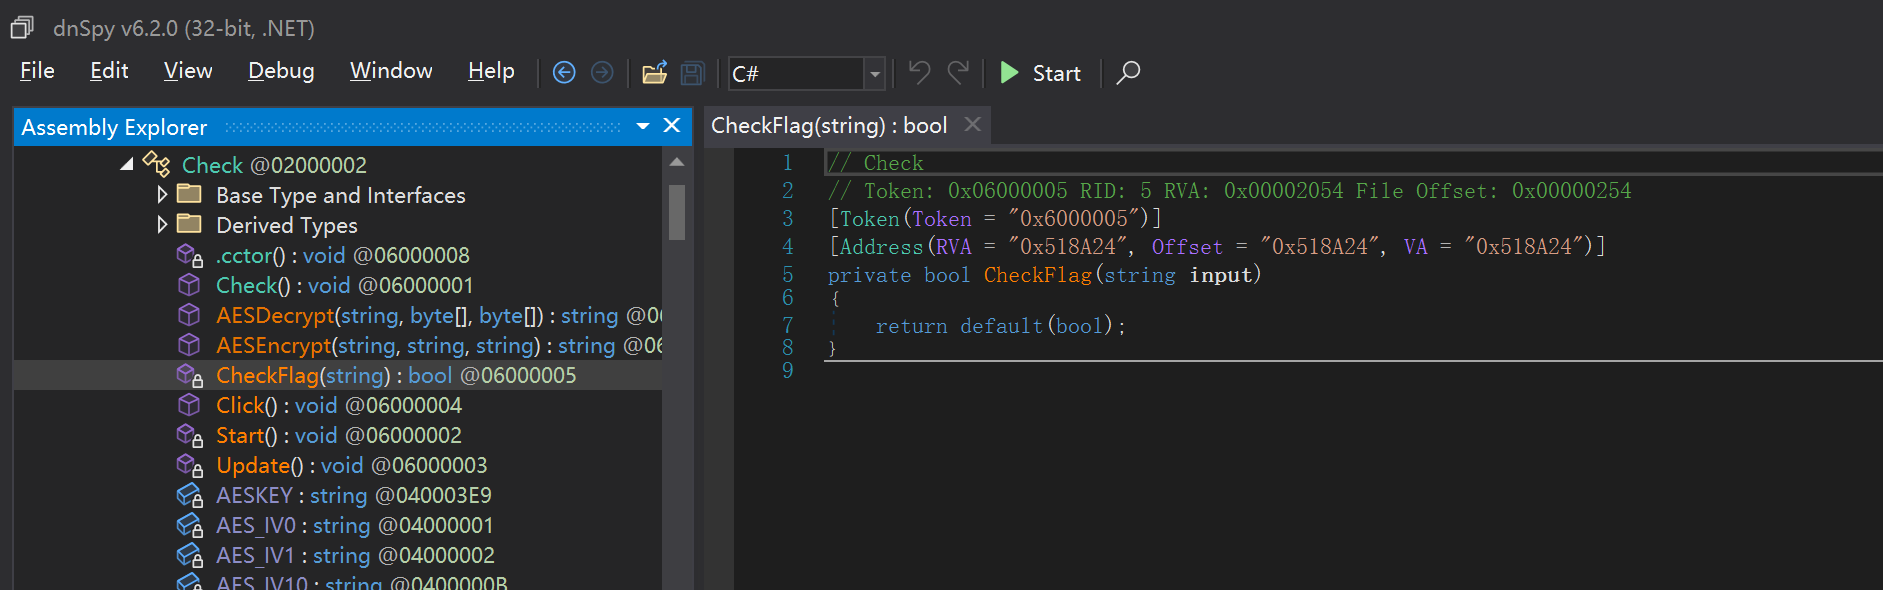 dnSpy v6.2.0 (32-bit, .NET)
File Edit View Debug Window Help C# Start
Assembly Explorer
Check @02000002
Base Type and Interfaces
Derived Types
.cctor() : void @06000008
Check() : void @06000001
AESDecrypt(string, byte[], byte[]) : string @0
AESEncrypt(string, string, string) : string @06
CheckFlag(string) : bool @06000005
Click() : void @06000004
Start() : void @06000002
Update() : void @06000003
AESKEY : string @040003E9
AES_IV0 : string @04000001
AES_IV1 : string @04000002
AES_IV10 : string @0400000B
CheckFlag(string) : bool
1 // Check
2 // Token: 0x06000005 RID: 5 RVA: 0x00002054 File Offset: 0x00000254
3 [Token(Token = "0x6000005")]
4 [Address(RVA = "0x518A24", Offset = "0x518A24", VA = "0x518A24")]
5 private bool CheckFlag(string input)
6 {
7 return default(bool);
8 }
9